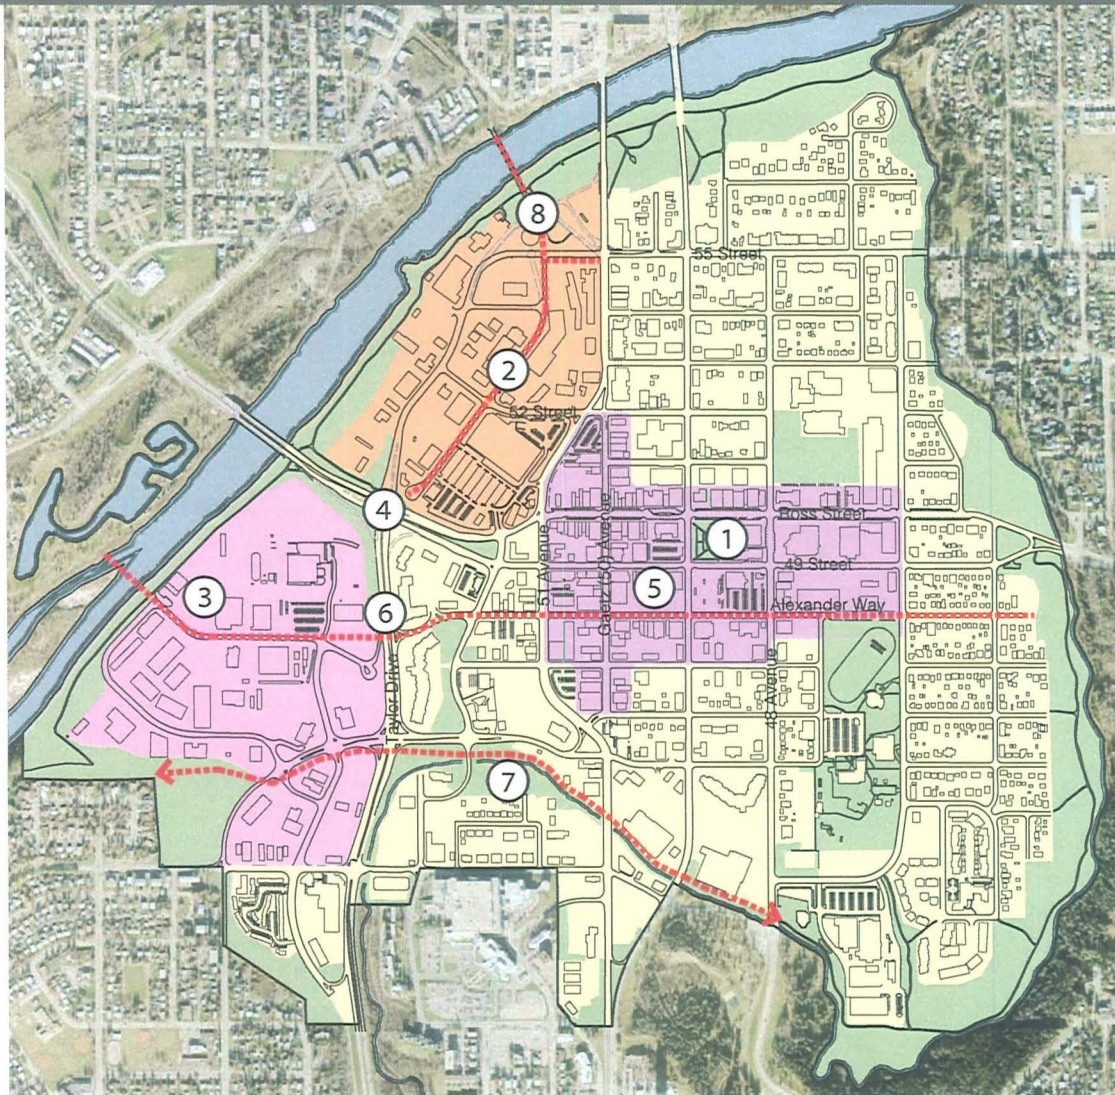 8
55 Street
2
52 Street
4
Ross Street
1
51 Avenue
Gaetz(50) Avenue
49 Street
3
5
Alexander Way
6
48 Avenue
Taylor Drive
7